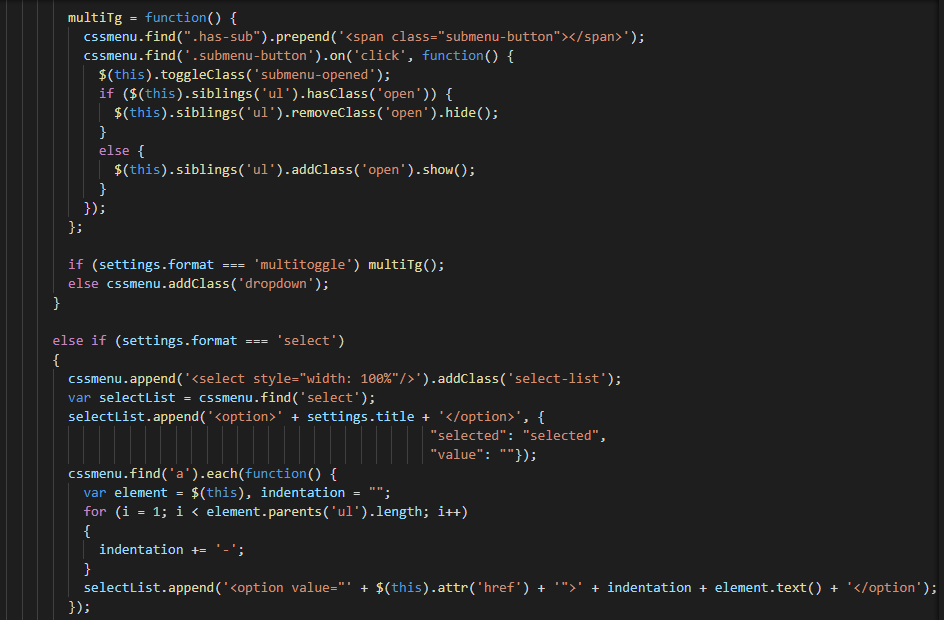 multiTg = function() {
cssmenu.find(".has-sub").prepend('<span class="submenu-button"></span>');
cssmenu.find('.submenu-button').on('click', function() {
$(this).toggleClass('submenu-opened');
if ($(this).siblings('ul').hasClass('open')) {
$(this).siblings('ul').removeClass('open').hide();
}
else {
$(this).siblings('ul').addClass('open').show();
}
});
};
if (settings.format === 'multitoggle') multiTg();
else cssmenu.addClass('dropdown');
}
else if (settings.format === 'select')
{
cssmenu.append('<select style="width: 100%"/>').addClass('select-list');
var selectList = cssmenu.find('select');
selectList.append('<option>' + settings.title + '</option>', {
"selected": "selected",
"value": ""});
cssmenu.find('a').each(function() {
var element = $(this), indentation = "";
for (i = 1; i < element.parents('ul').length; i++)
{
indentation += '-';
}
selectList.append('<option value="' + $(this).attr('href') + '">' + indentation + element.text() + '</option');
});